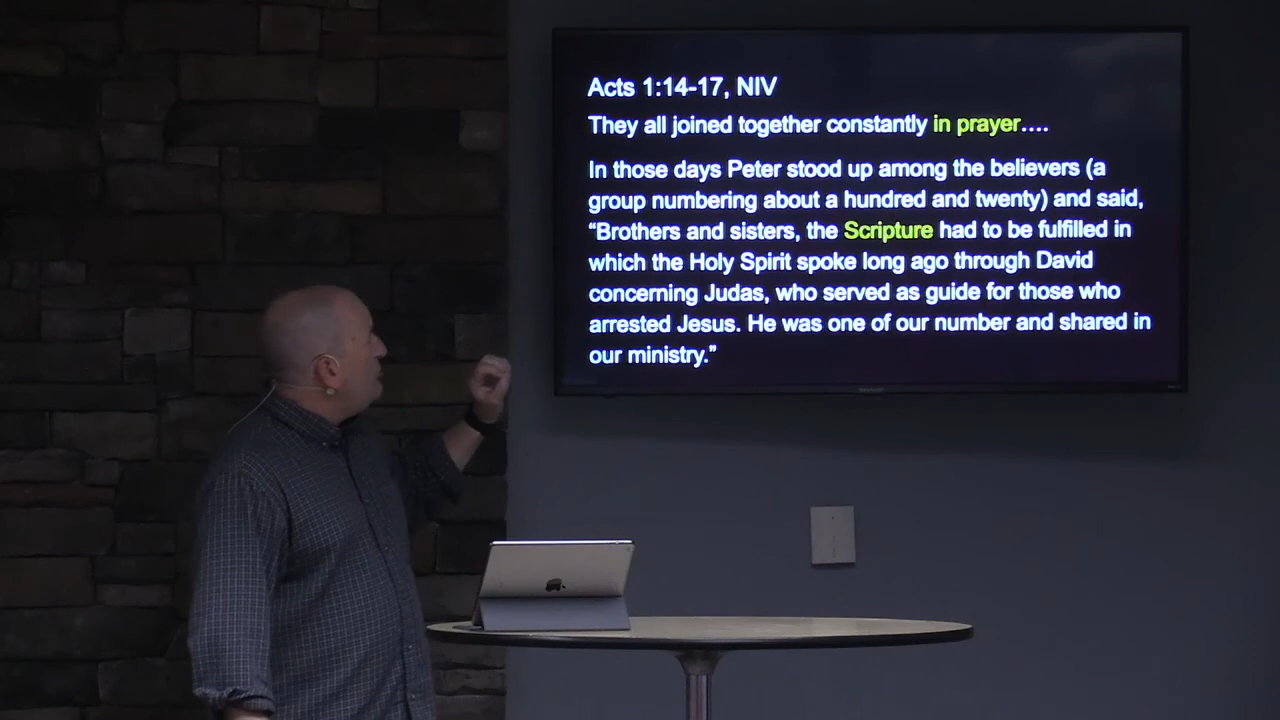 Acts 1:14-17, NIV
They all joined together constantly in prayer....
In those days Peter stood up among the believers (a
group numbering about a hundred and twenty) and said,
“Brothers and sisters, the Scripture had to be fulfilled in
which the Holy Spirit spoke long ago through David
concerning Judas, who served as guide for those who
arrested Jesus. He was one of our number and shared in
our ministry.”